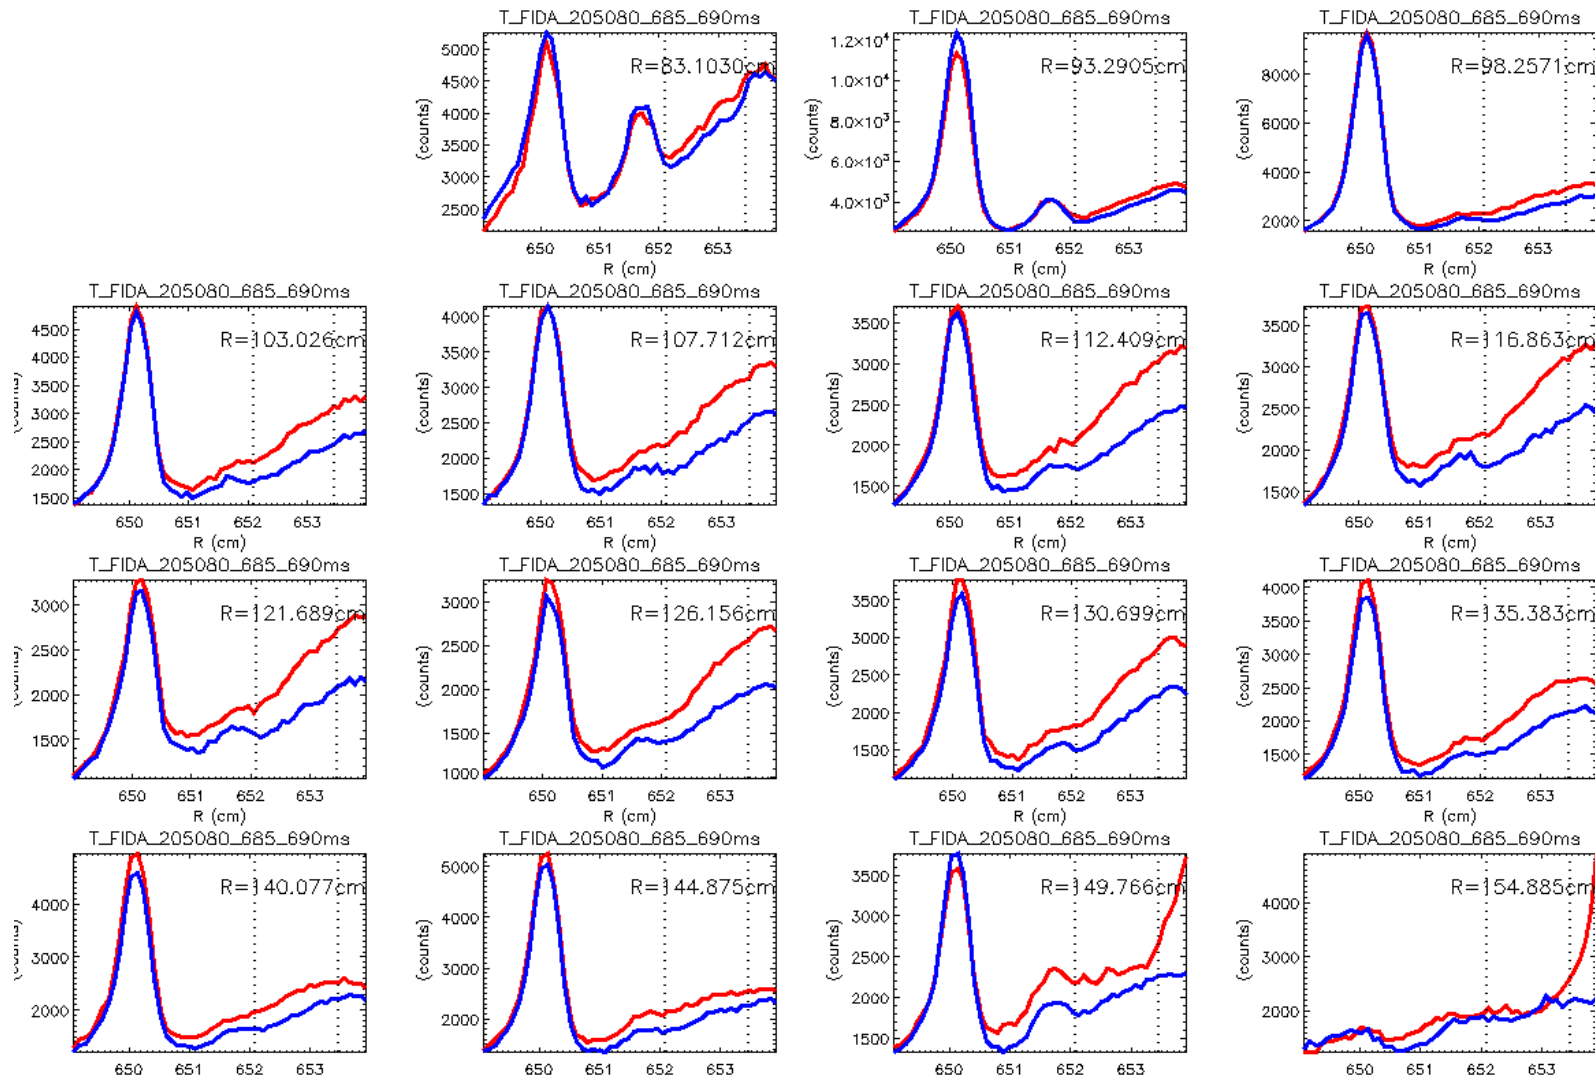 T_FIDA_205080_685_690ms
R=83.1030cm
(counts)
5000
4500
4000
3500
3000
2500
650 651 652 653
R (cm)
T_FIDA_205080_685_690ms
R=93.2905cm
(counts)
1.2×10⁴
1.0×10⁴
8.0×10³
6.0×10³
4.0×10³
650 651 652 653
R (cm)
T_FIDA_205080_685_690ms
R=98.2571cm
(counts)
8000
6000
4000
2000
650 651 652 653
R (cm)
T_FIDA_205080_685_690ms
R=103.026cm
(counts)
4500
4000
3500
3000
2500
2000
1500
650 651 652 653
R (cm)
T_FIDA_205080_685_690ms
R=107.712cm
(counts)
4000
3500
3000
2500
2000
1500
650 651 652 653
R (cm)
T_FIDA_205080_685_690ms
R=112.409cm
(counts)
3500
3000
2500
2000
1500
650 651 652 653
R (cm)
T_FIDA_205080_685_690ms
R=116.863cm
(counts)
3500
3000
2500
2000
1500
650 651 652 653
R (cm)
T_FIDA_205080_685_690ms
R=121.689cm
(counts)
3000
2500
2000
1500
650 651 652 653
R (cm)
T_FIDA_205080_685_690ms
R=126.156cm
(counts)
3000
2500
2000
1500
1000
650 651 652 653
R (cm)
T_FIDA_205080_685_690ms
R=130.699cm
(counts)
3500
3000
2500
2000
1500
650 651 652 653
R (cm)
T_FIDA_205080_685_690ms
R=135.383cm
(counts)
4000
3500
3000
2500
2000
1500
650 651 652 653
R (cm)
T_FIDA_205080_685_690ms
R=140.077cm
(counts)
4000
3000
2000
650 651 652 653
T_FIDA_205080_685_690ms
R=144.875cm
(counts)
5000
4000
3000
2000
650 651 652 653
T_FIDA_205080_685_690ms
R=149.766cm
(counts)
3500
3000
2500
2000
1500
650 651 652 653
T_FIDA_205080_685_690ms
R=154.885cm
(counts)
4000
3000
2000
650 651 652 653